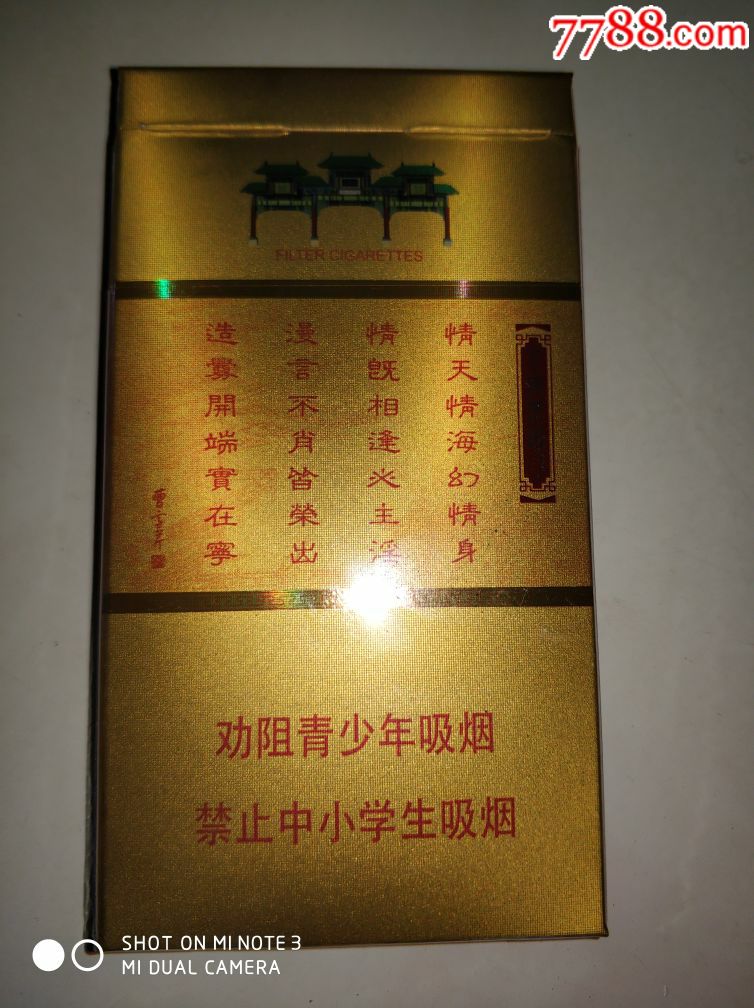 7788.com
FILTER CIGARETTES
情天情海幻情身
情既相逢必主淫
漫言不肖皆榮出
造釁開端實在寧
劝阻青少年吸烟
禁止中小学生吸烟
SHOT ON MI NOTE 3
MI DUAL CAMERA